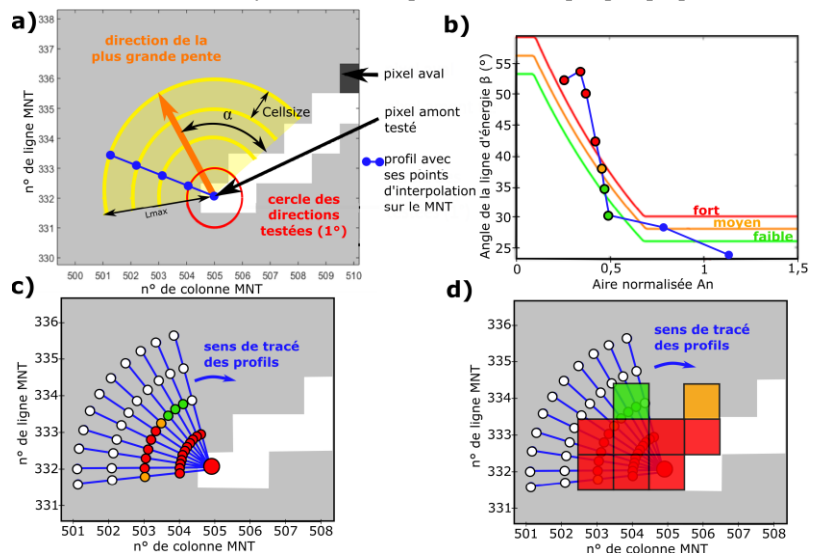 a)
338
337
336
335
334
333
332
331
330
n° de ligne MNT
500 501 502 503 504 505 506 507 508 509 510
n° de colonne MNT
direction de la
plus grande pente
α
Cellsize
Lmax
cercle des
directions
testées (1°)
pixel aval
pixel amont
testé
profil avec
ses points
d'interpolation
sur le MNT
b)
Angle de la ligne d'énergie β (°)
55
50
45
40
35
30
25
fort
moyen
faible
0 0,5 1 1,5
Aire normalisée An
c)
336
335
334
333
332
331
n° de ligne MNT
sens de tracé
des profils
501 502 503 504 505 506 507 508
n° de colonne MNT
d)
336
335
334
333
332
331
n° de ligne MNT
sens de tracé
des profils
501 502 503 504 505 506 507 508
n° de colonne MNT